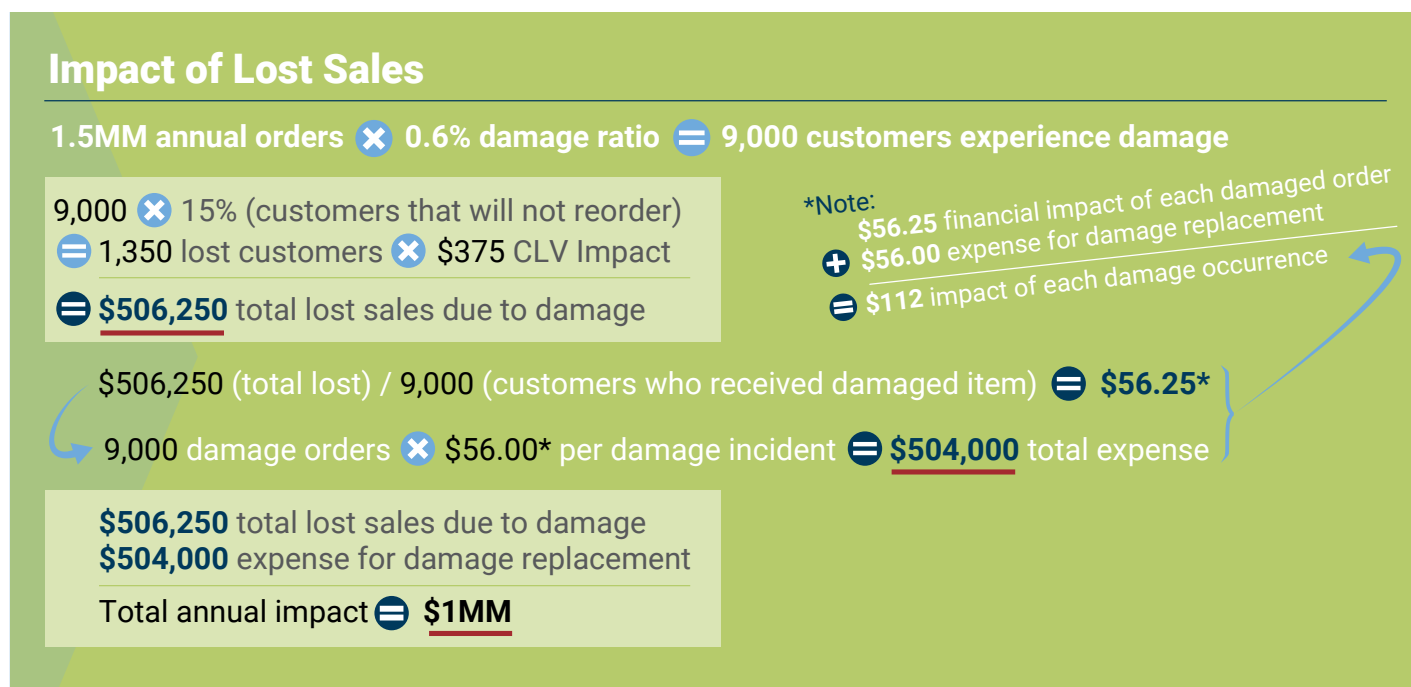 Impact of Lost Sales
1.5MM annual orders × 0.6% damage ratio = 9,000 customers experience damage
9,000 × 15% (customers that will not reorder)
= 1,350 lost customers × $375 CLV Impact
= $506,250 total lost sales due to damage
*Note:
$56.25 financial impact of each damaged order
+ $56.00 expense for damage replacement
= $112 impact of each damage occurrence
$506,250 (total lost) / 9,000 (customers who received damaged item) = $56.25*
9,000 damage orders × $56.00* per damage incident = $504,000 total expense
$506,250 total lost sales due to damage
$504,000 expense for damage replacement
Total annual impact = $1MM